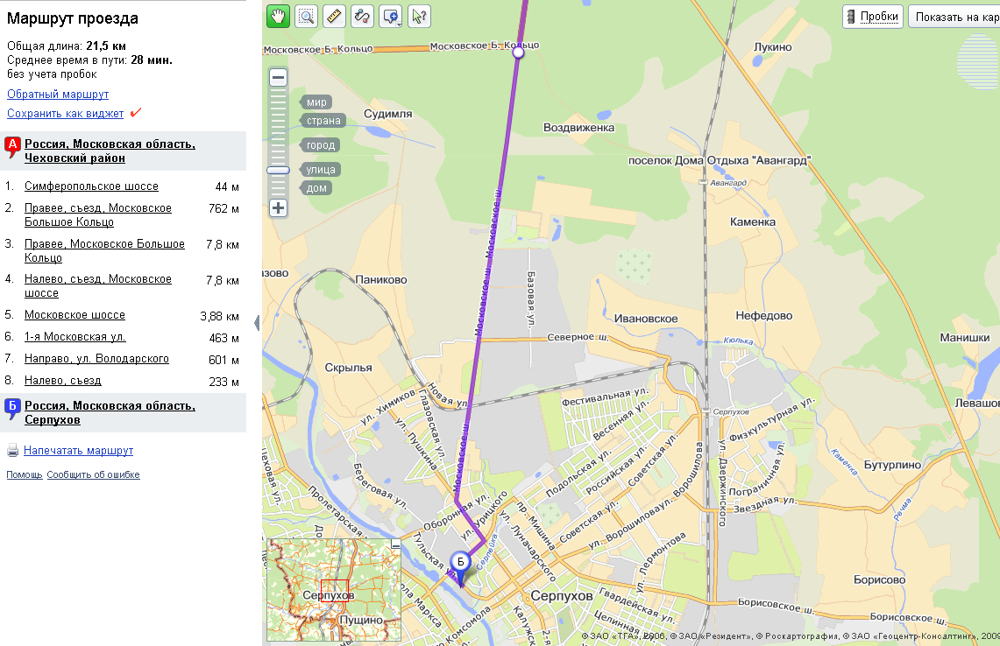 Маршрут проезда
Общая длина: 21,5 км
Среднее время в пути: 28 мин.
без учета пробок
Обратный маршрут
Сохранить как виджет
А
Россия, Московская область,
Чеховский район
1. Симферопольское шоссе 44 м
2. Правее, съезд, Московское
Большое Кольцо
762 м
3. Правее, Московское Большое
Кольцо
7,8 км
4. Налево, съезд, Московское
шоссе
7,8 км
5. Московское шоссе 3,88 км
6. 1-я Московская ул. 463 м
7. Направо, ул. Володарского 601 м
8. Налево, съезд 233 м
Б
Россия, Московская область,
Серпухов
Напечатать маршрут
Помощь Сообщить об ошибке
Пробки
Показать на кар
мир
страна
город
улица
дом
Московское Б. Кольцо
Московское Б. Кольцо
Лукино
Судимля
Воздвиженка
поселок Дома Отдыха "Авангард"
Авангард
Каменка
Московское ш.
Московское ш.
Московское ш.
зово
Паниково
Базовая ул.
Ивановское
Нефедово
Северное ш.
Кюлька
Манишки
Скрылья
Новая ул.
ул. Химиков
Глазовская ул.
Фестивальная ул.
Серпухов
Левашов
Весенняя ул.
Физкультурная ул.
ул. Пушкина
Московское ш.
Советская ул.
Российская ул.
Подольская ул.
ул. Ворошилова
ул. Дзержинского
Пограничная ул.
Каменка
Бутурлино
Речма
Звездная ул.
Чеховая ул.
Береговая ул.
Пролетарская ул.
Оборонная ул.
ул. Урицкого
пр. Мишина
ул. Луначарского
Советская ул.
ул. Ворошилова
ул. Лермонтова
Тульская ул.
Серпейка
Б
Борисово
Серпухов
Гвардейская ул.
Целинная ул.
Борисовское ш.
Борисовское ш.
ола Маркса
Комсомола
Калужск
2-я
Серпухов
Пущино
© ЗАО «ТГА», 2006, © ЗАО «Резидент», © Роскартография, © ЗАО «Геоцентр-Консалтинг», 2009